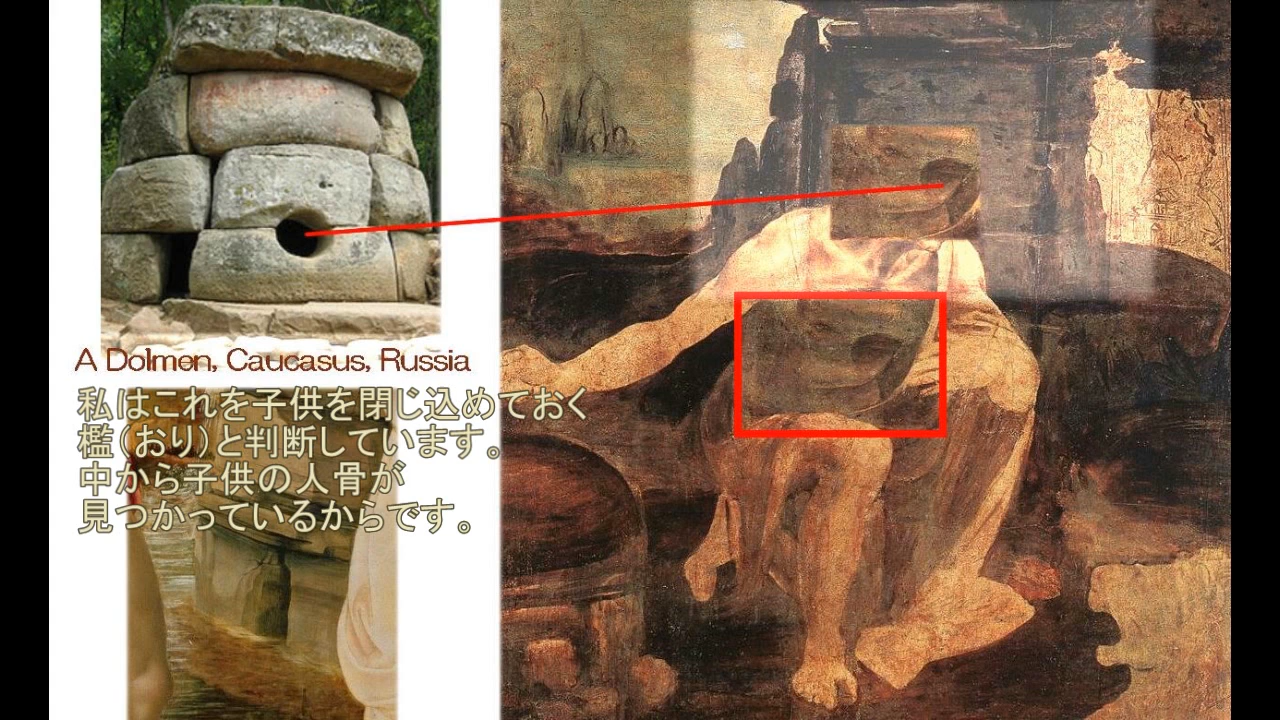 A Dolmen, Caucasus, Russia
私はこれを子供を閉じ込めておく
檻（おり）と判断しています。
中から子供の人骨が
見つかっているからです。